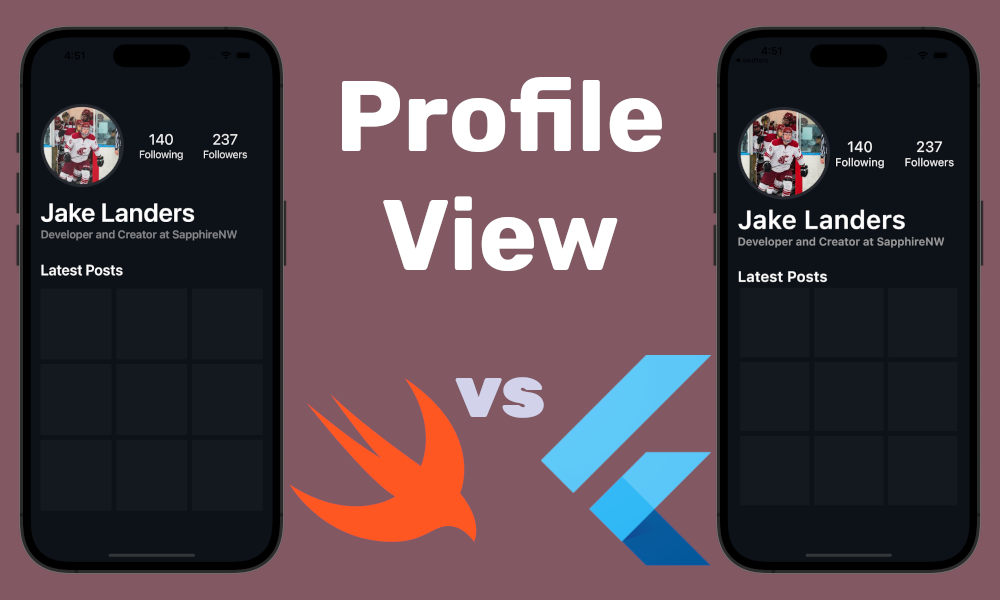 4:51
140
237
Following
Followers
Jake Landers
Developer and Creator at SapphireNW
Latest Posts
Profile
View
vs
4:51
140
237
Following
Followers
Jake Landers
Developer and Creator at SapphireNW
Latest Posts